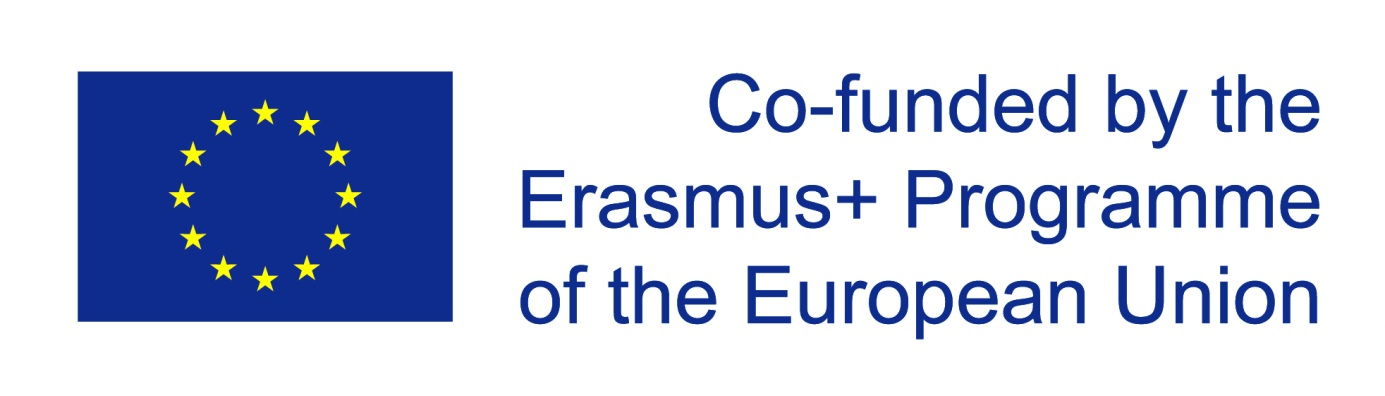 Co-funded by the
Erasmus+ Programme
of the European Union